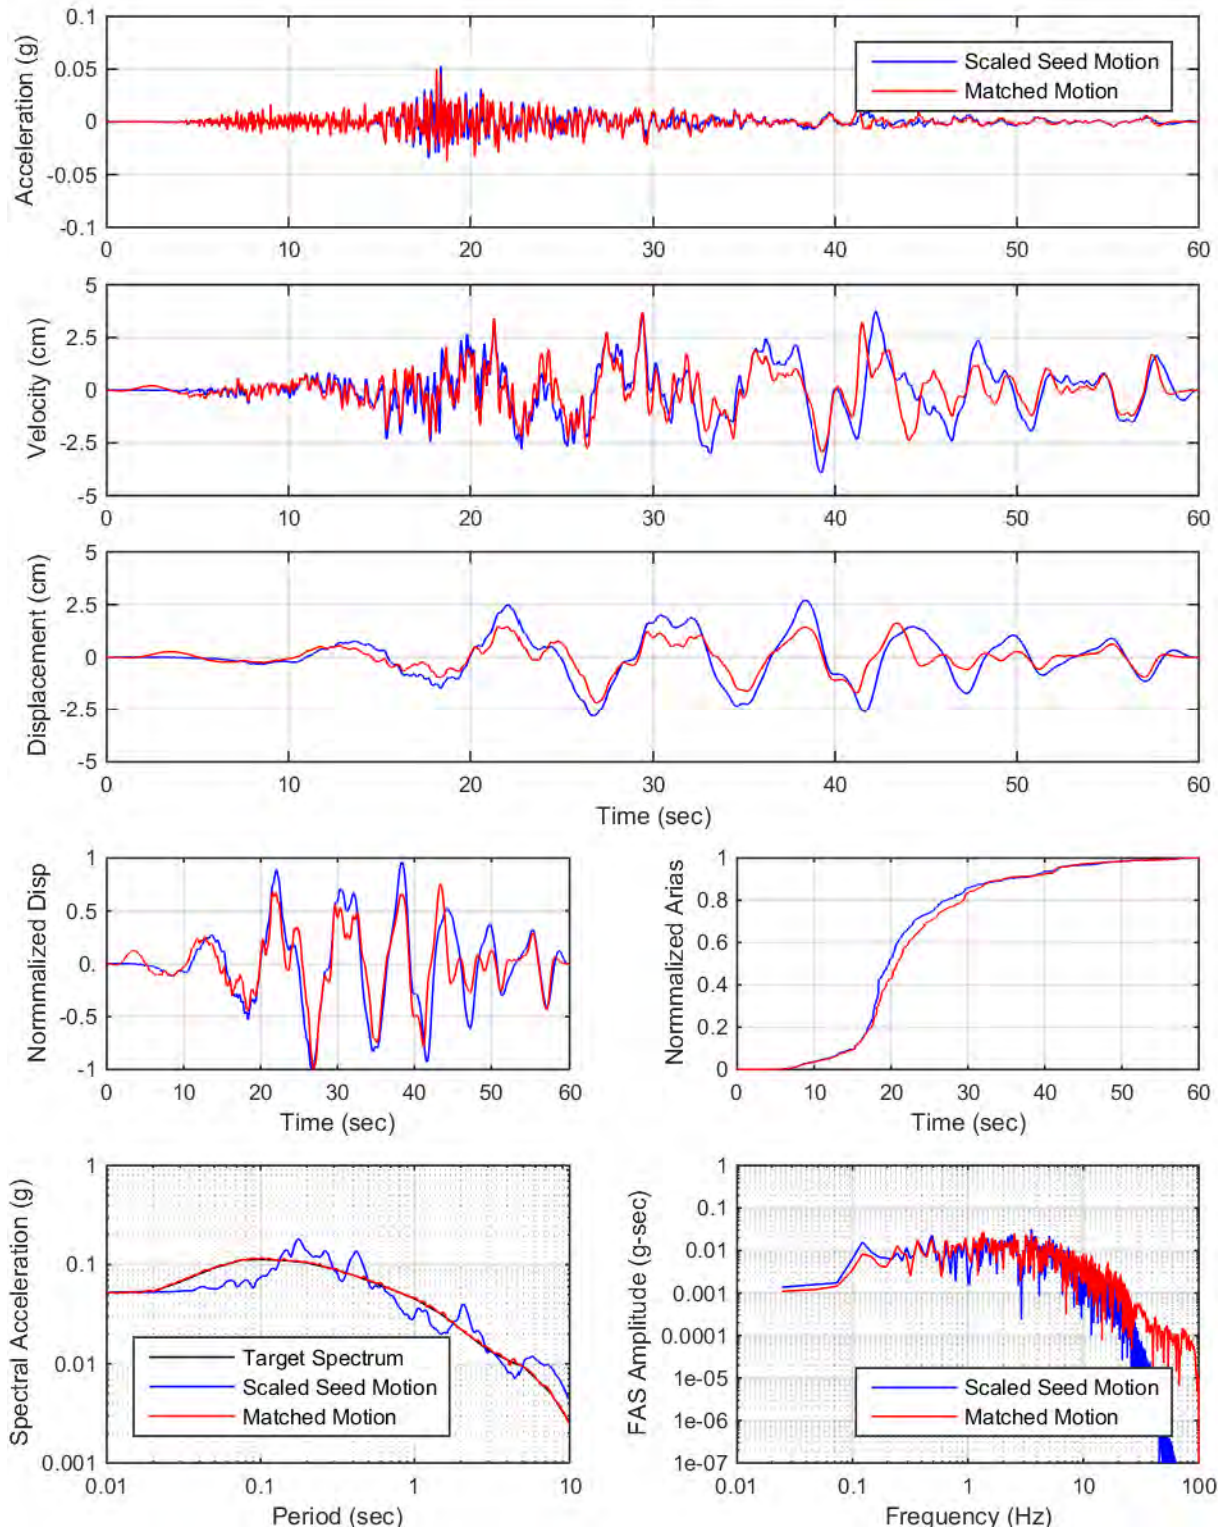 0.1
0.05
0
-0.05
-0.1
Acceleration (g)
Scaled Seed Motion
Matched Motion
0 10 20 30 40 50 60
5
2.5
0
-2.5
-5
Velocity (cm)
0 10 20 30 40 50 60
5
2.5
0
-2.5
-5
Displacement (cm)
0 10 20 30 40 50 60
Time (sec)
1
0.5
0
-0.5
-1
Normmalized Disp
0 10 20 30 40 50 60
Time (sec)
1
0.8
0.6
0.4
0.2
0
Normmalized Arias
0 10 20 30 40 50 60
Time (sec)
1
0.1
0.01
0.001
Spectral Acceleration (g)
Target Spectrum
Scaled Seed Motion
Matched Motion
0.01 0.1 1 10
Period (sec)
1
0.1
0.01
0.001
0.0001
1e-05
1e-06
1e-07
FAS Amplitude (g-sec)
Scaled Seed Motion
Matched Motion
0.01 0.1 1 10 100
Frequency (Hz)